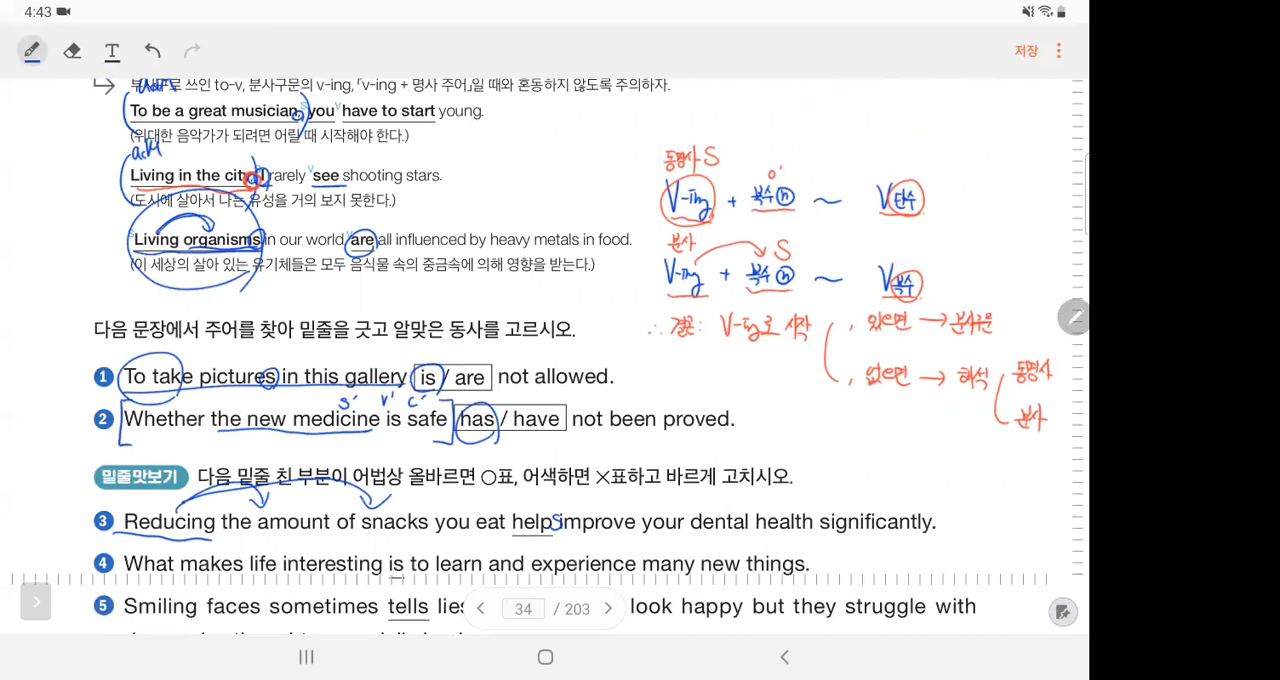 4:43
저장
부사구로 쓰인 to-v, 분사구문의 v-ing, 「v-ing + 명사 주어」일 때와 혼동하지 않도록 주의하자.
To be a great musician, you have to start young.
S V
(위대한 음악가가 되려면 어릴 때 시작해야 한다.)
Living in the city, I rarely see shooting stars.
V
(도시에 살아서 나는 유성을 거의 보지 못한다.)
Living organisms in our world are all influenced by heavy metals in food.
S V
(이 세상의 살아 있는 유기체들은 모두 음식물 속의 중금속에 의해 영향을 받는다.)
동명사 S
V-ing + 복수 n ~ V 단수
O'
분사 S
V-ing + 복수 n ~ V 복수
∴ 결론: V-ing로 시작 , 있으면 → 분사구문
, 없으면 → 해석 동명사
분사
다음 문장에서 주어를 찾아 밑줄을 긋고 알맞은 동사를 고르시오.
1 To take pictures in this gallery is / are not allowed.
S' V' C'
2 Whether the new medicine is safe has / have not been proved.
밑줄맛보기 다음 밑줄 친 부분이 어법상 올바르면 ○표, 어색하면 ×표하고 바르게 고치시오.
3 Reducing the amount of snacks you eat help S improve your dental health significantly.
4 What makes life interesting is to learn and experience many new things.
5 Smiling faces sometimes tells lies look happy but they struggle with
34 / 203